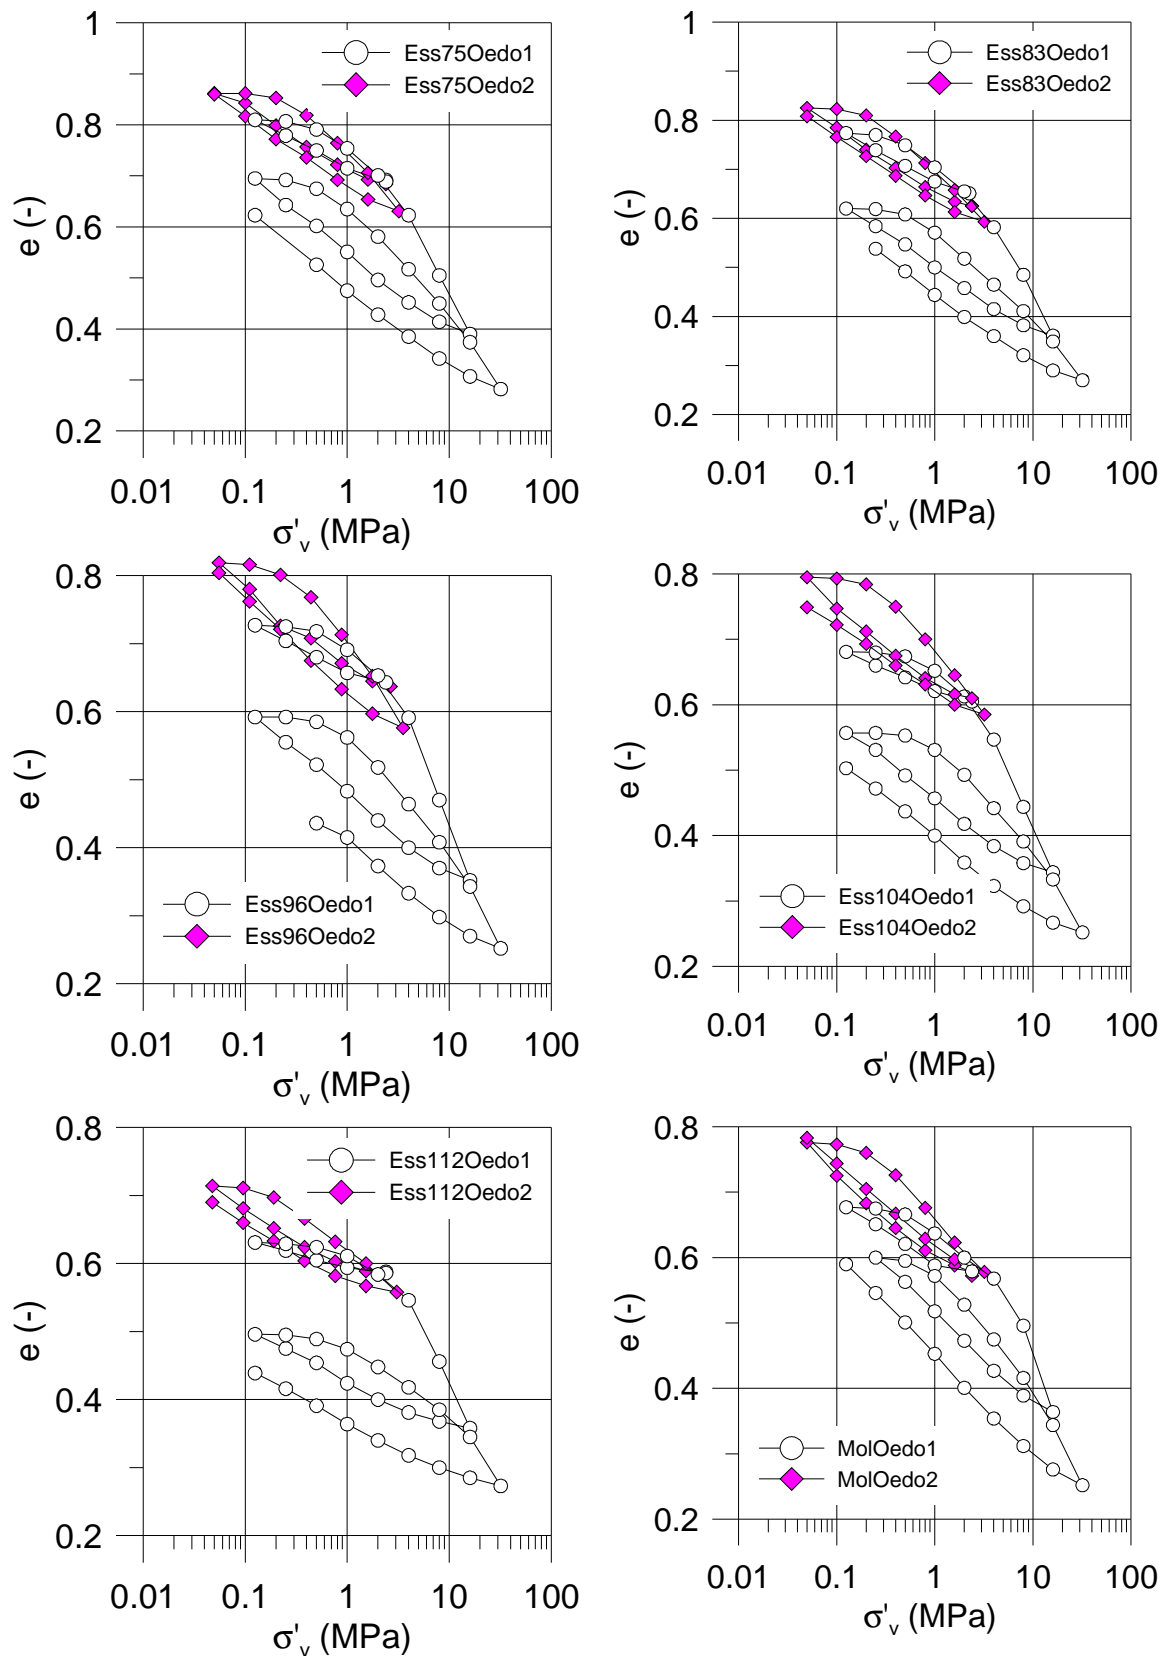 1
0.8
0.6
0.4
0.2
e (-)
Ess75Oedo1
Ess75Oedo2
0.01 0.1 1 10 100
σ'v (MPa)
1
0.8
0.6
0.4
0.2
e (-)
Ess83Oedo1
Ess83Oedo2
0.01 0.1 1 10 100
σ'v (MPa)
0.8
0.6
0.4
0.2
e (-)
Ess96Oedo1
Ess96Oedo2
0.01 0.1 1 10 100
σ'v (MPa)
0.8
0.6
0.4
0.2
e (-)
Ess104Oedo1
Ess104Oedo2
0.01 0.1 1 10 100
σ'v (MPa)
0.8
0.6
0.4
0.2
e (-)
Ess112Oedo1
Ess112Oedo2
0.01 0.1 1 10 100
σ'v (MPa)
0.8
0.6
0.4
0.2
e (-)
MolOedo1
MolOedo2
0.01 0.1 1 10 100
σ'v (MPa)